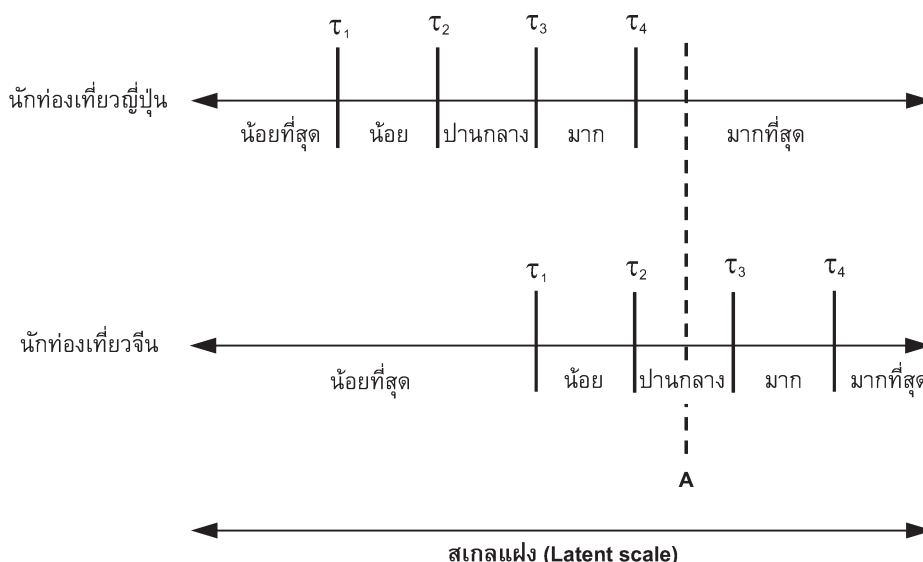 τ₁ τ₂ τ₃ τ₄
นักท่องเที่ยวญี่ปุ่น
น้อยที่สุด น้อย ปานกลาง มาก มากที่สุด
τ₁ τ₂ τ₃ τ₄
นักท่องเที่ยวจีน
น้อยที่สุด น้อย ปานกลาง มาก มากที่สุด
A
สเกลแฝง (Latent scale)